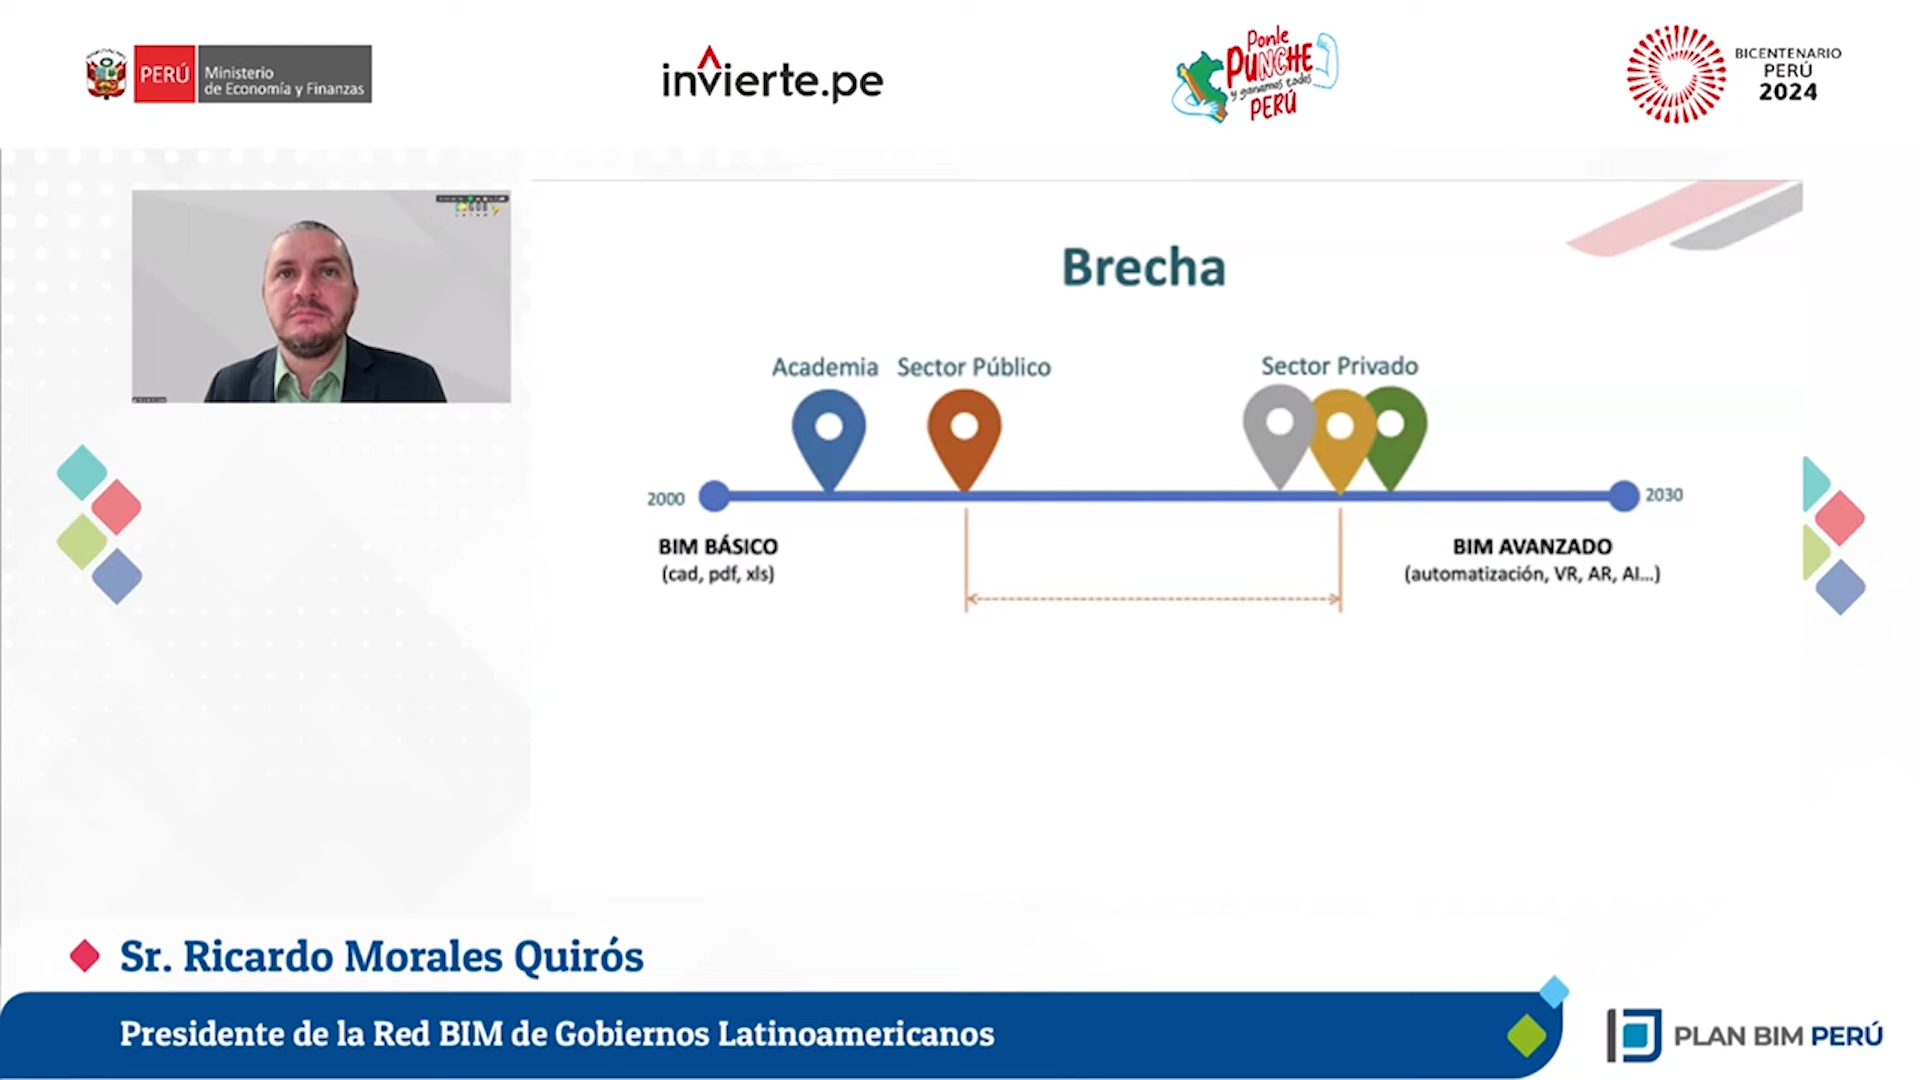 PERÚ
Ministerio
de Economía y Finanzas
invierte.pe
Ponle
PUNCHE
y ganamos todos
PERÚ
BICENTENARIO
PERÚ
2024
Brecha
Academia
Sector Público
Sector Privado
2000
2030
BIM BÁSICO
(cad, pdf, xls)
BIM AVANZADO
(automatización, VR, AR, AI...)
Sr. Ricardo Morales Quirós
Presidente de la Red BIM de Gobiernos Latinoamericanos
PLAN BIM PERÚ